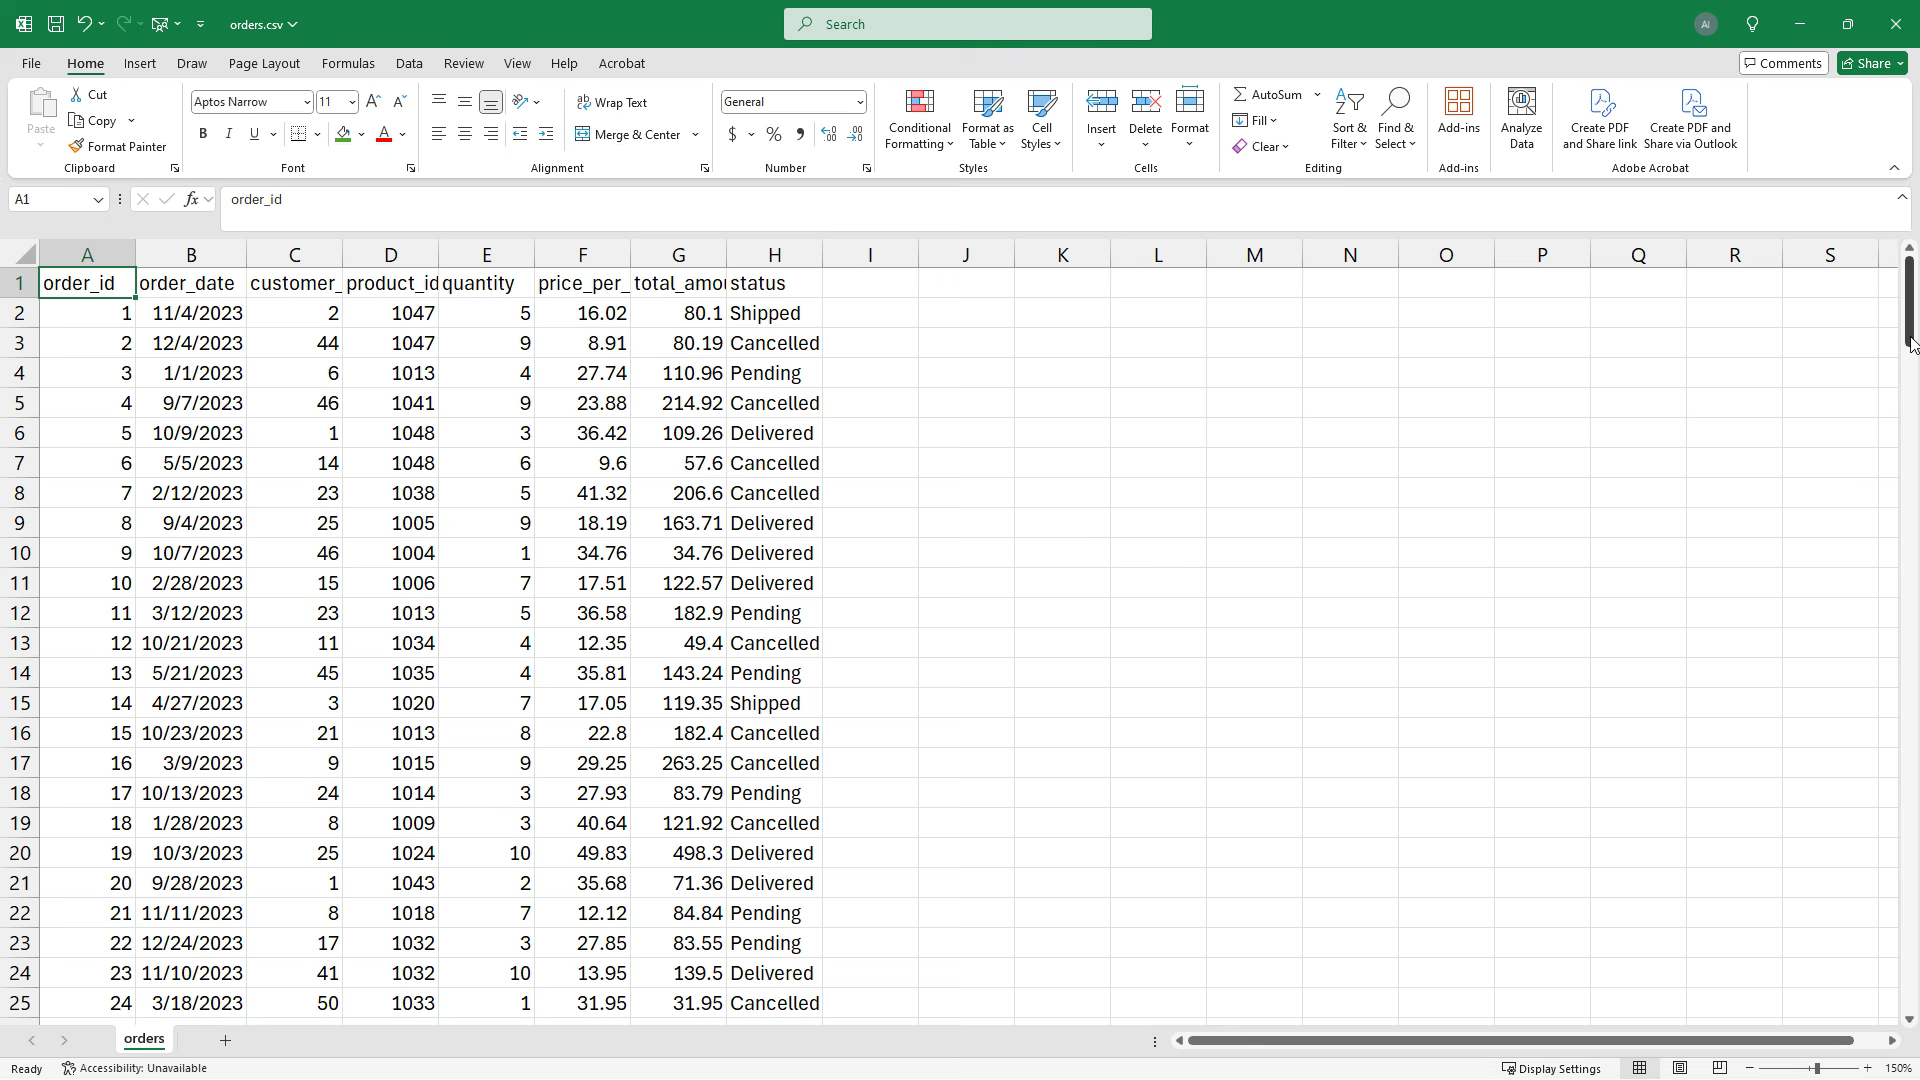 orders.csv
Search
AI
File Home Insert Draw Page Layout Formulas Data Review View Help Acrobat
Comments Share
Paste
Cut
Copy
Format Painter
Clipboard
Aptos Narrow 11
B I U
Font
Wrap Text
Merge & Center
Alignment
General
$ % ,
Number
Conditional Formatting
Format as Table
Cell Styles
Styles
Insert Delete Format
Cells
AutoSum
Fill
Clear
Sort & Filter
Find & Select
Editing
Add-ins
Add-ins
Analyze Data
Create PDF and Share link
Create PDF and Share via Outlook
Adobe Acrobat
A1 fx order_id
A B C D E F G H I J K L M N O P Q R S
1 order_id order_date customer_ product_id quantity price_per_ total_amou status
2 1 11/4/2023 2 1047 5 16.02 80.1 Shipped
3 2 12/4/2023 44 1047 9 8.91 80.19 Cancelled
4 3 1/1/2023 6 1013 4 27.74 110.96 Pending
5 4 9/7/2023 46 1041 9 23.88 214.92 Cancelled
6 5 10/9/2023 1 1048 3 36.42 109.26 Delivered
7 6 5/5/2023 14 1048 6 9.6 57.6 Cancelled
8 7 2/12/2023 23 1038 5 41.32 206.6 Cancelled
9 8 9/4/2023 25 1005 9 18.19 163.71 Delivered
10 9 10/7/2023 46 1004 1 34.76 34.76 Delivered
11 10 2/28/2023 15 1006 7 17.51 122.57 Delivered
12 11 3/12/2023 23 1013 5 36.58 182.9 Pending
13 12 10/21/2023 11 1034 4 12.35 49.4 Cancelled
14 13 5/21/2023 45 1035 4 35.81 143.24 Pending
15 14 4/27/2023 3 1020 7 17.05 119.35 Shipped
16 15 10/23/2023 21 1013 8 22.8 182.4 Cancelled
17 16 3/9/2023 9 1015 9 29.25 263.25 Cancelled
18 17 10/13/2023 24 1014 3 27.93 83.79 Pending
19 18 1/28/2023 8 1009 3 40.64 121.92 Cancelled
20 19 10/3/2023 25 1024 10 49.83 498.3 Delivered
21 20 9/28/2023 1 1043 2 35.68 71.36 Delivered
22 21 11/11/2023 8 1018 7 12.12 84.84 Pending
23 22 12/24/2023 17 1032 3 27.85 83.55 Pending
24 23 11/10/2023 41 1032 10 13.95 139.5 Delivered
25 24 3/18/2023 50 1033 1 31.95 31.95 Cancelled
orders
Ready Accessibility: Unavailable Display Settings 150%